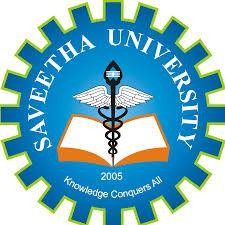 SAVEETHA UNIVERSITY
2005
Knowledge Conquers All